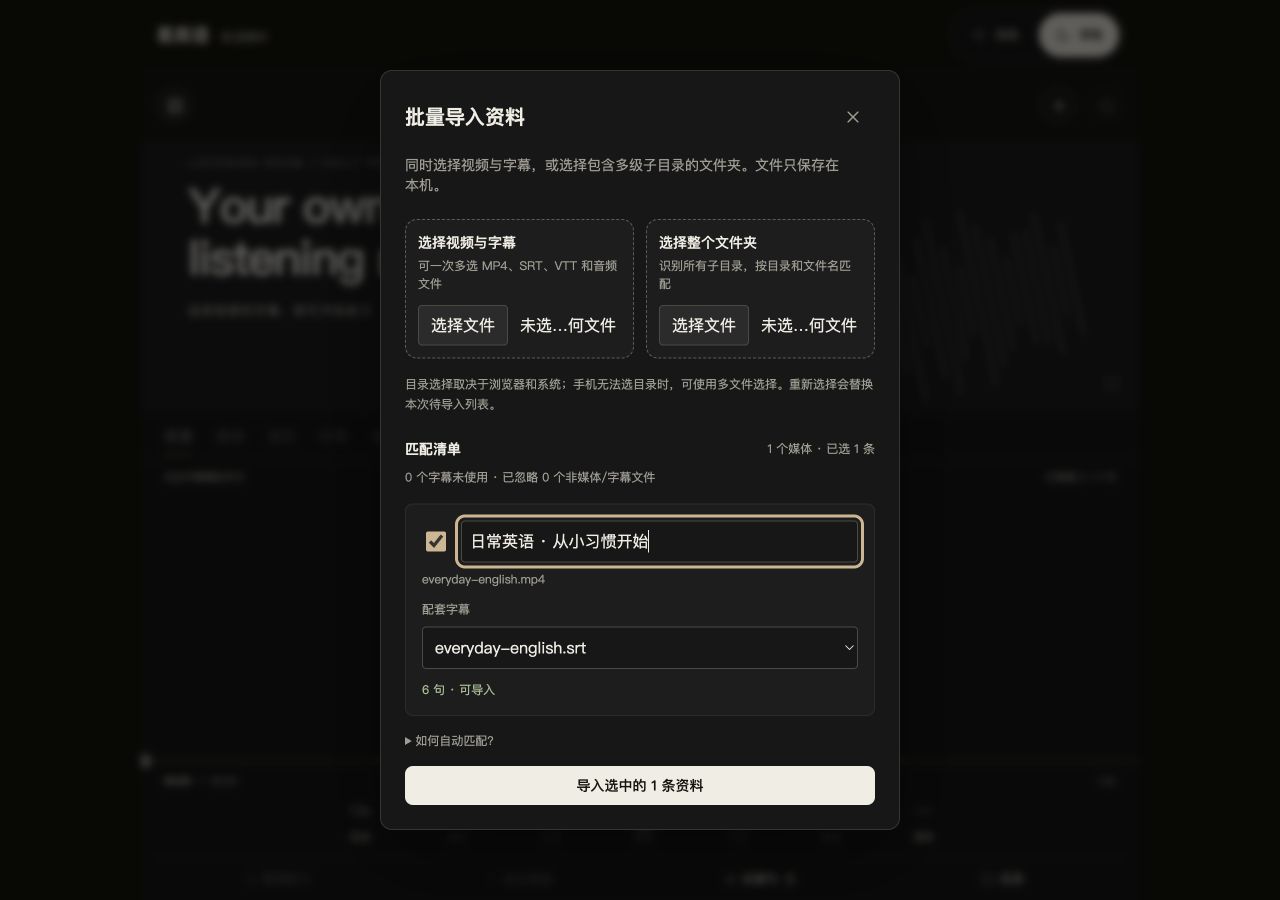 批量导入资料
同时选择视频与字幕，或选择包含多级子目录的文件夹。文件只保存在
本机。
选择视频与字幕
可一次多选 MP4、SRT、VTT 和音频
文件
选择文件 未选…何文件
选择整个文件夹
识别所有子目录，按目录和文件名匹
配
选择文件 未选…何文件
目录选择取决于浏览器和系统；手机无法选目录时，可使用多文件选择。重新选择会替换
本次待导入列表。
匹配清单 1 个媒体 · 已选 1 条
0 个字幕未使用 · 已忽略 0 个非媒体/字幕文件
日常英语 · 从小习惯开始
everyday-english.mp4
配套字幕
everyday-english.srt
6 句 · 可导入
如何自动匹配?
导入选中的 1 条资料
Your own
listening